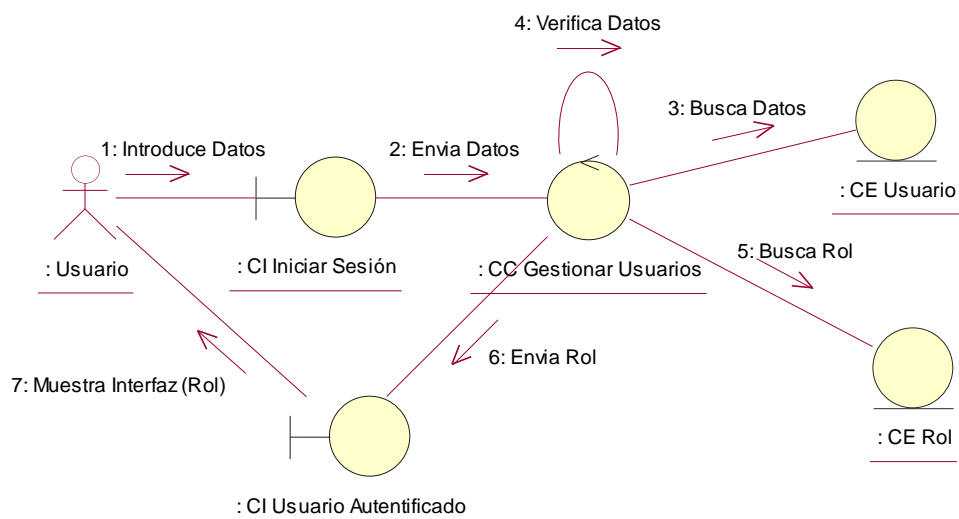 4: Verifica Datos
3: Busca Datos
1: Introduce Datos
2: Envia Datos
: CE Usuario
: Usuario
: CI Iniciar Sesión
: CC Gestionar Usuarios
5: Busca Rol
6: Envia Rol
7: Muestra Interfaz (Rol)
: CE Rol
: CI Usuario Autentificado